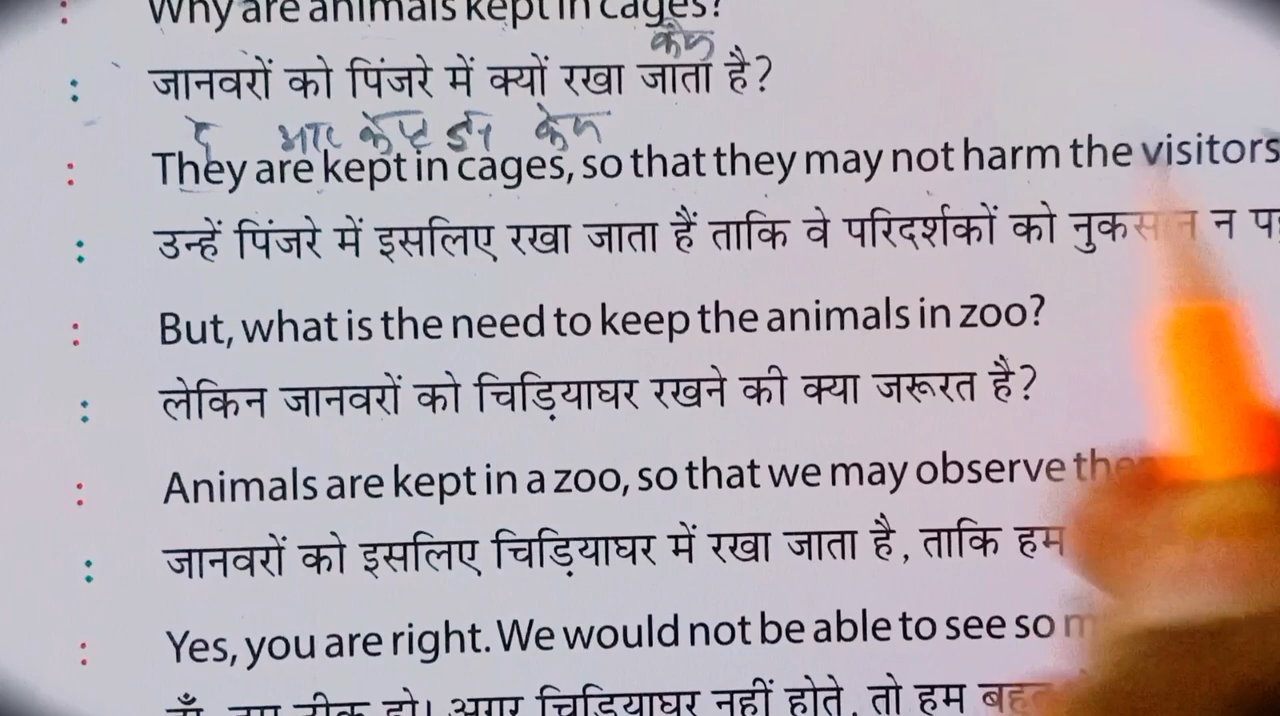 Why are animals kept in cages?
जानवरों को पिंजरे में क्यों रखा जाता है?
दे आर केप्ट इन केज
They are kept in cages, so that they may not harm the visitors
उन्हें पिंजरे में इसलिए रखा जाता हैं ताकि वे परिदर्शकों को न
But, what is the need to keep the animals in zoo?
लेकिन जानवरों को चिड़ियाघर रखने की क्या जरूरत है?
Animals are kept in a zoo, so that we may observe
जानवरों को इसलिए चिड़ियाघर में रखा जाता है, ताकि हम
Yes, you are right. We would not be able to see so
हाँ, तुम ठीक हो। अगर चिड़ियाघर नहीं होते, तो हम